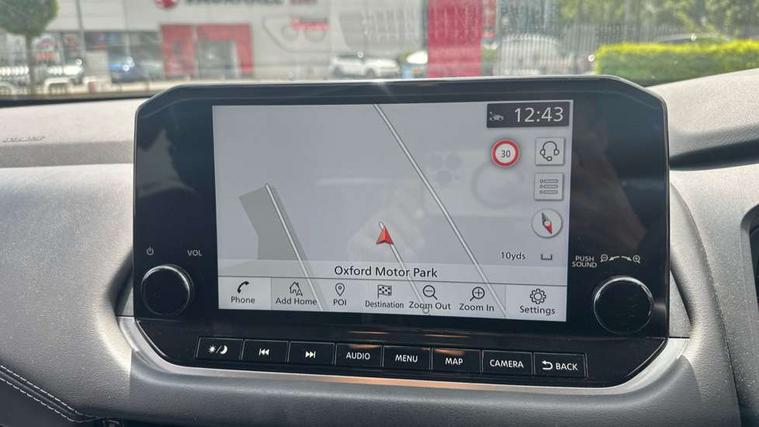 12:43
30
10yds
Oxford Motor Park
Phone
Add Home
POI
Destination
Zoom Out
Zoom In
Settings
VOL
PUSH
SOUND
AUDIO
MENU
MAP
CAMERA
BACK